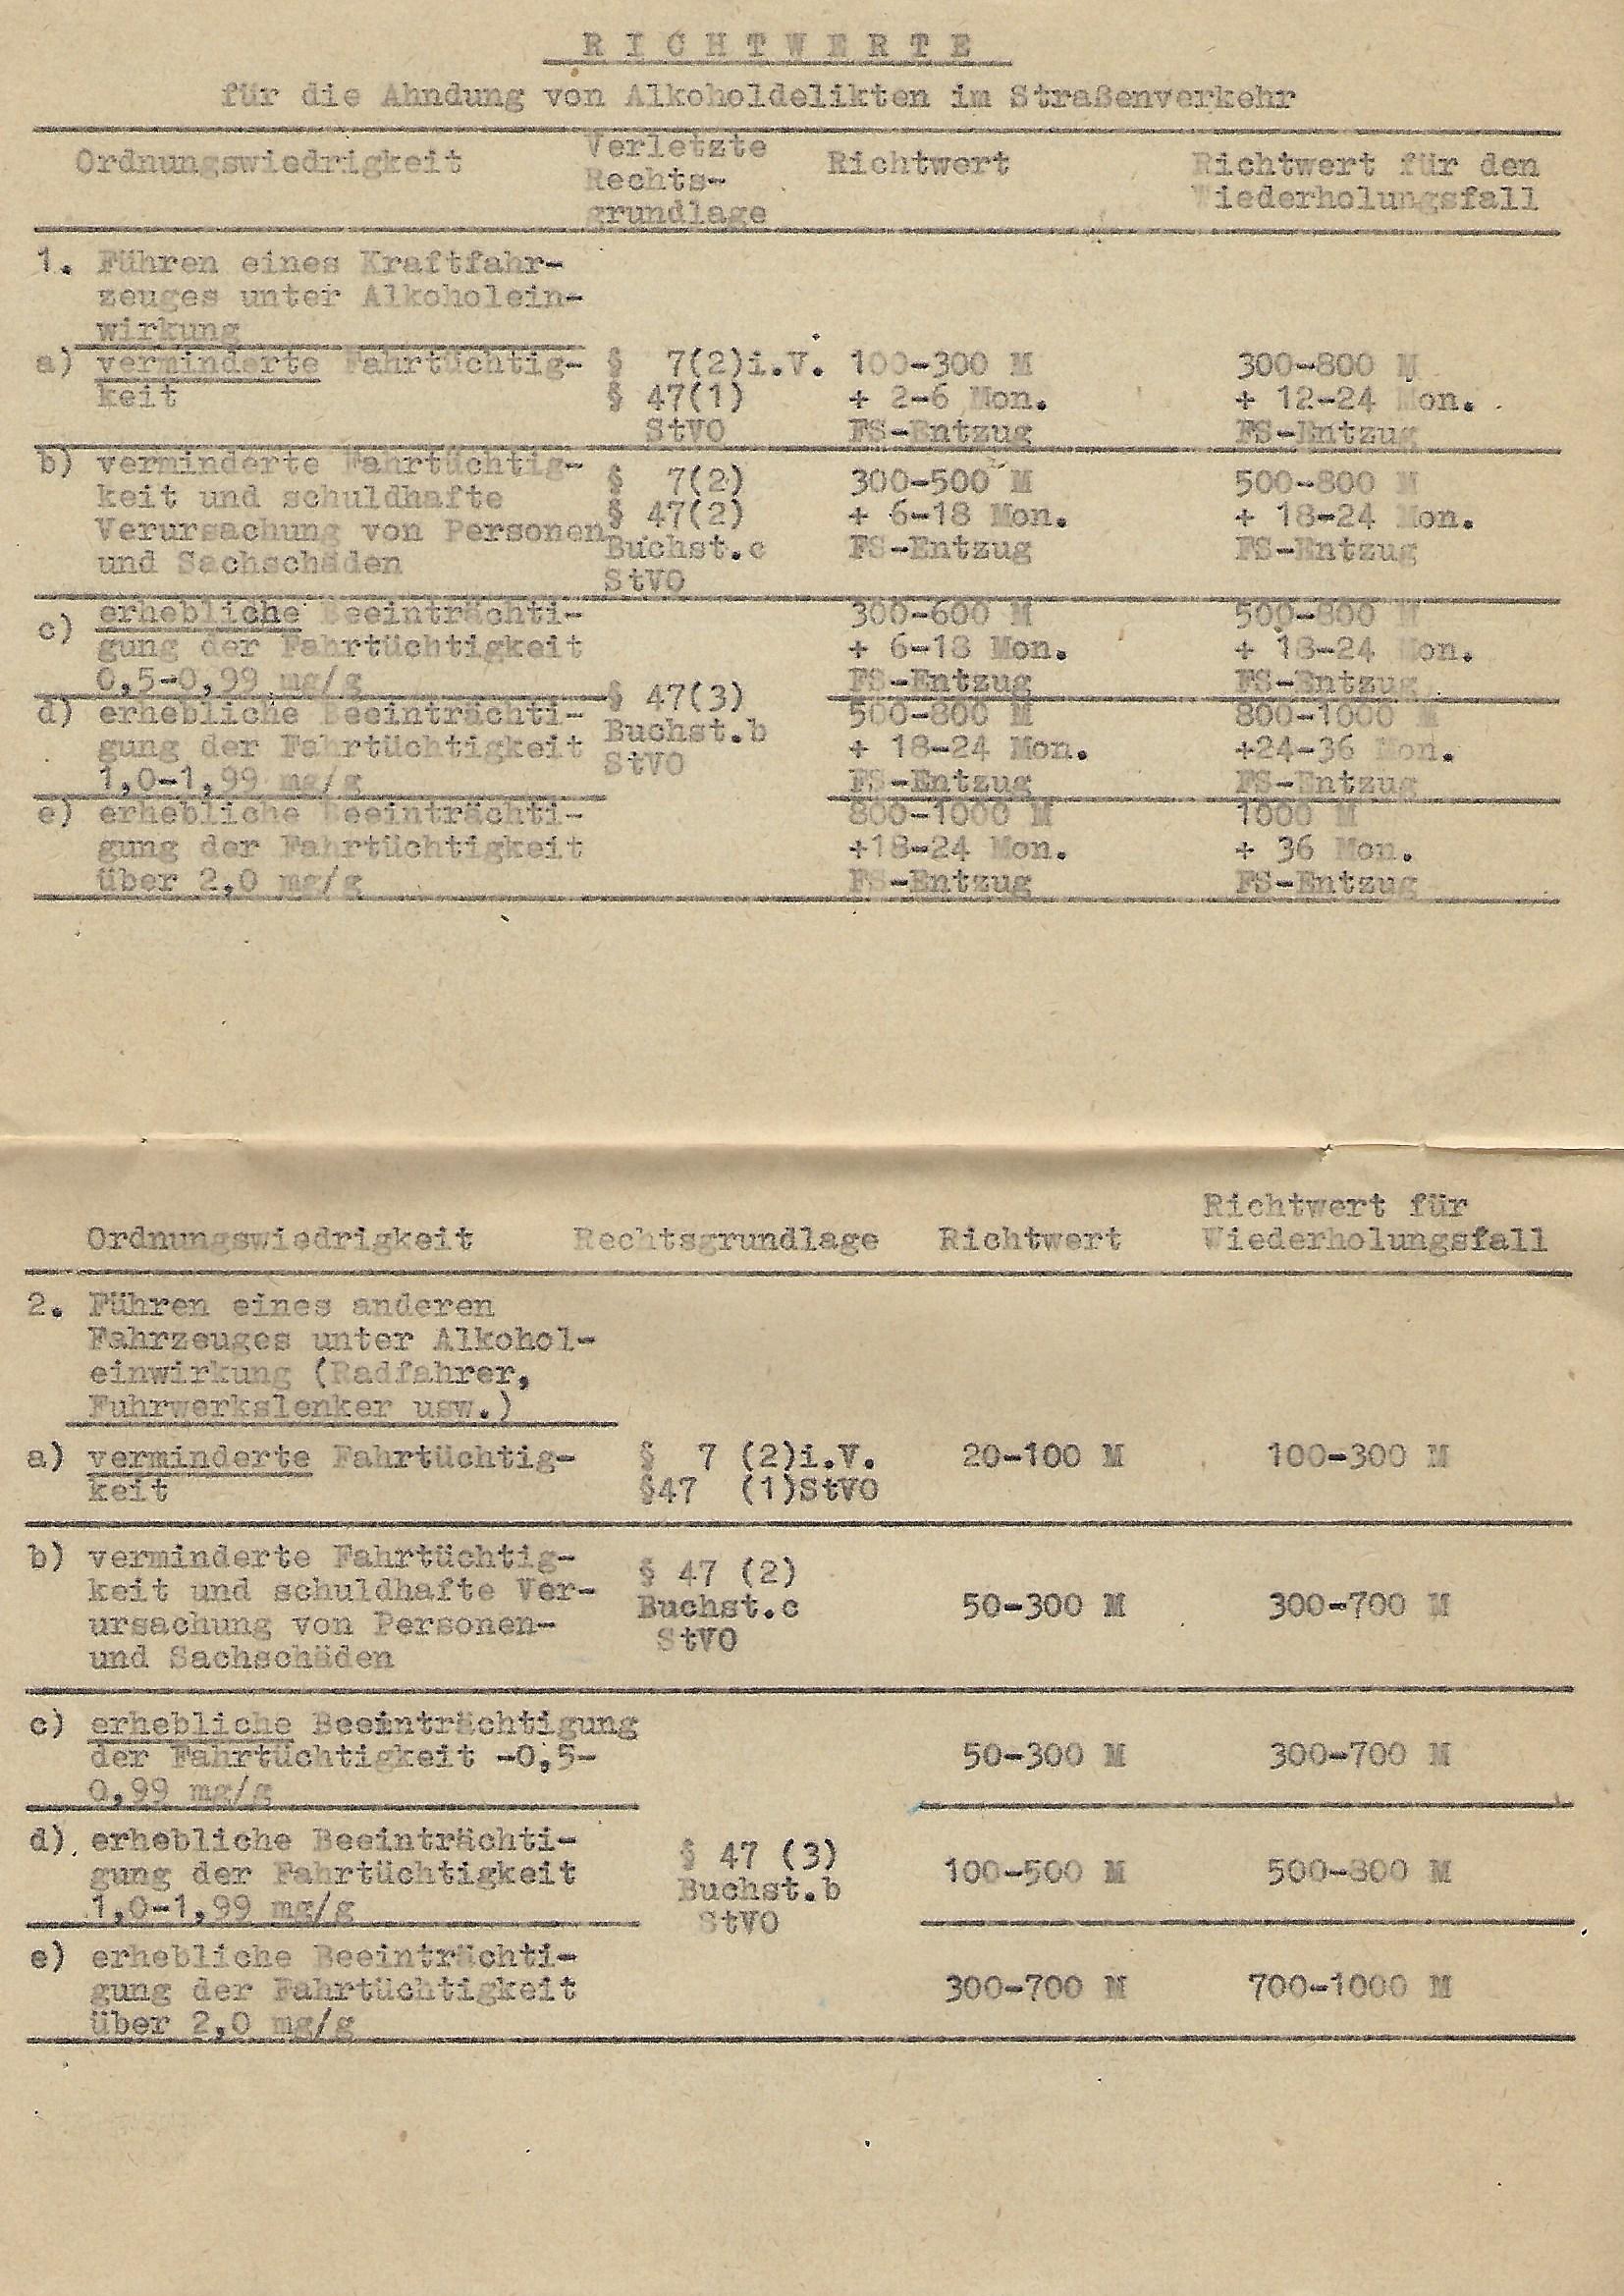 RICHTWERTE
für die Ahndung von Alkoholdelikten im Straßenverkehr
Ordnungswiedrigkeit Verletzte Rechts- grundlage Richtwert Richtwert für den Wiederholungsfall
1. Führen eines Kraftfahr-
zeuges unter Alkoholein-
wirkung
a) verminderte Fahrtüchtig- § 7(2)i.V. 100-300 M 300-800 M
keit § 47(1) + 2-6 Mon. + 12-24 Mon.
StVO FS-Entzug FS-Entzug
b) verminderte Fahrtüchtig- § 7(2) 300-500 M 500-800 M
keit und schuldhafte § 47(2) + 6-18 Mon. + 18-24 Mon.
Verursachung von Personen Buchst.c FS-Entzug FS-Entzug
und Sachschäden StVO
c) erhebliche Beeinträchti- 300-600 M 500-800 M
gung der Fahrtüchtigkeit + 6-18 Mon. + 18-24 Mon.
0,5-0,99 mg/g § 47(3) FS-Entzug FS-Entzug
d) erhebliche Beeinträchti- Buchst.b 500-800 M 800-1000 M
gung der Fahrtüchtigkeit StVO + 18-24 Mon. +24-36 Mon.
1,0-1,99 mg/g FS-Entzug FS-Entzug
e) erhebliche Beeinträchti- 800-1000 M 1000 M
gung der Fahrtüchtigkeit +18-24 Mon. + 36 Mon.
über 2,0 mg/g FS-Entzug FS-Entzug
Richtwert für
Ordnungswiedrigkeit Rechtsgrundlage Richtwert Wiederholungsfall
2. Führen eines anderen
Fahrzeuges unter Alkohol-
einwirkung (Radfahrer,
Fuhrwerkslenker usw.)
a) verminderte Fahrtüchtig- § 7 (2)i.V. 20-100 M 100-300 M
keit §47 (1)StVO
b) verminderte Fahrtüchtig- § 47 (2)
keit und schuldhafte Ver- Buchst.c 50-300 M 300-700 M
ursachung von Personen- StVO
und Sachschäden
c) erhebliche Beeinträchtigung
der Fahrtüchtigkeit -0,5- 50-300 M 300-700 M
0,99 mg/g
d) erhebliche Beeinträchti- § 47 (3)
gung der Fahrtüchtigkeit Buchst.b 100-500 M 500-800 M
1,0-1,99 mg/g StVO
e) erhebliche Beeinträchti-
gung der Fahrtüchtigkeit 300-700 M 700-1000 M
über 2,0 mg/g